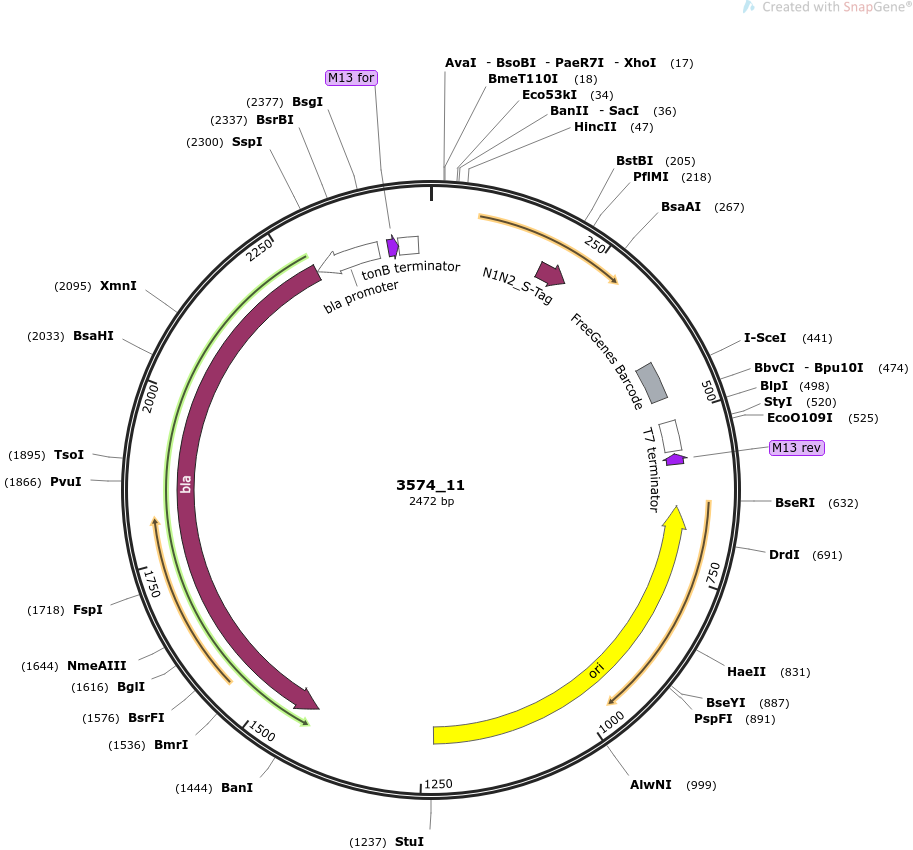 Created with SnapGene®
M13 for
AvaI - BsoBI - PaeR7I - XhoI (17)
BmeT110I (18)
Eco53kI (34)
BanII - SacI (36)
HincII (47)
BstBI (205)
PflMI (218)
BsaAI (267)
I-SceI (441)
BbvCI - Bpu10I (474)
BlpI (498)
StyI (520)
EcoO109I (525)
M13 rev
BseRI (632)
DrdI (691)
HaeII (831)
BseYI (887)
PspFI (891)
AlwNI (999)
(1237) StuI
(1444) BanI
(1536) BmrI
(1576) BsrFI
(1616) BglI
(1644) NmeAIII
(1718) FspI
(1866) PvuI
(1895) TsoI
(2033) BsaHI
(2095) XmnI
(2300) SspI
(2337) BsrBI
(2377) BsgI
250
500
750
1000
1250
1500
1750
2000
2250
tonB terminator
bla promoter
N1N2_S-Tag
FreeGenes Barcode
T7 terminator
ori
bla
3574_11
2472 bp